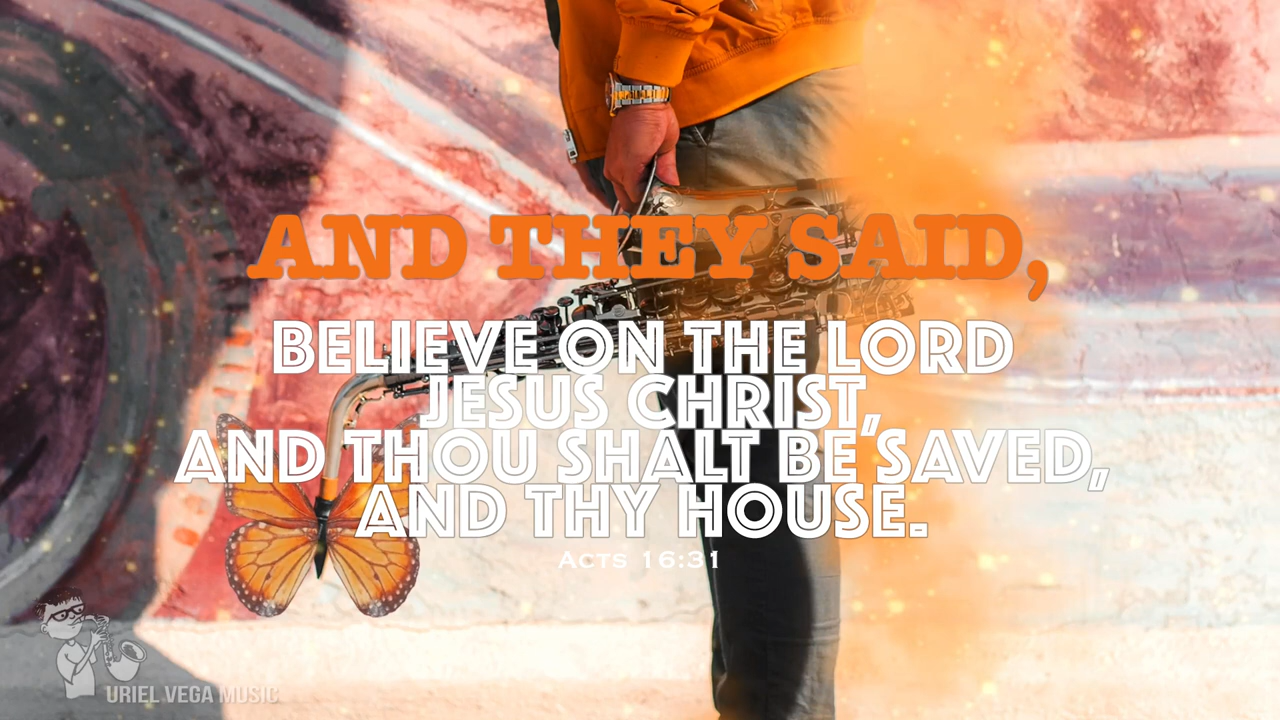 AND THEY SAID,
BELIEVE ON THE LORD
JESUS CHRIST,
AND THOU SHALT BE SAVED,
AND THY HOUSE.
Acts 16:31
URIEL VEGA MUSIC